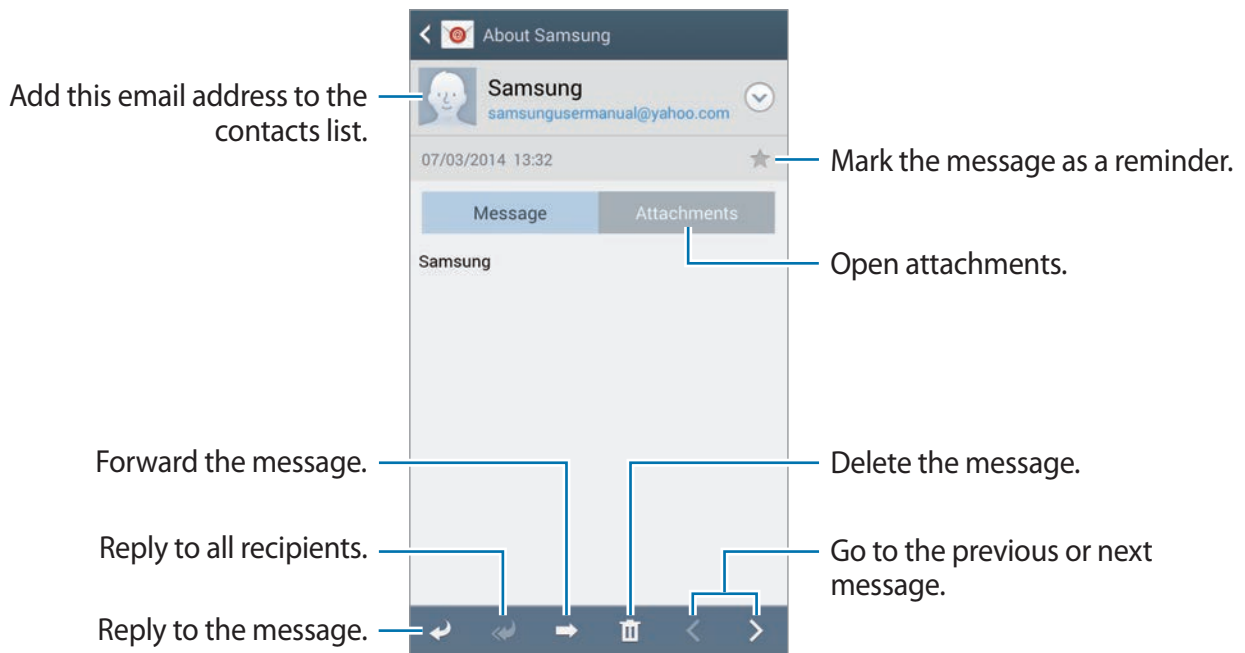 About Samsung
Add this email address to the
contacts list.
Samsung
samsungusermanual@yahoo.com
07/03/2014 13:32
Mark the message as a reminder.
Message
Attachments
Open attachments.
Samsung
Forward the message.
Delete the message.
Reply to all recipients.
Go to the previous or next
message.
Reply to the message.